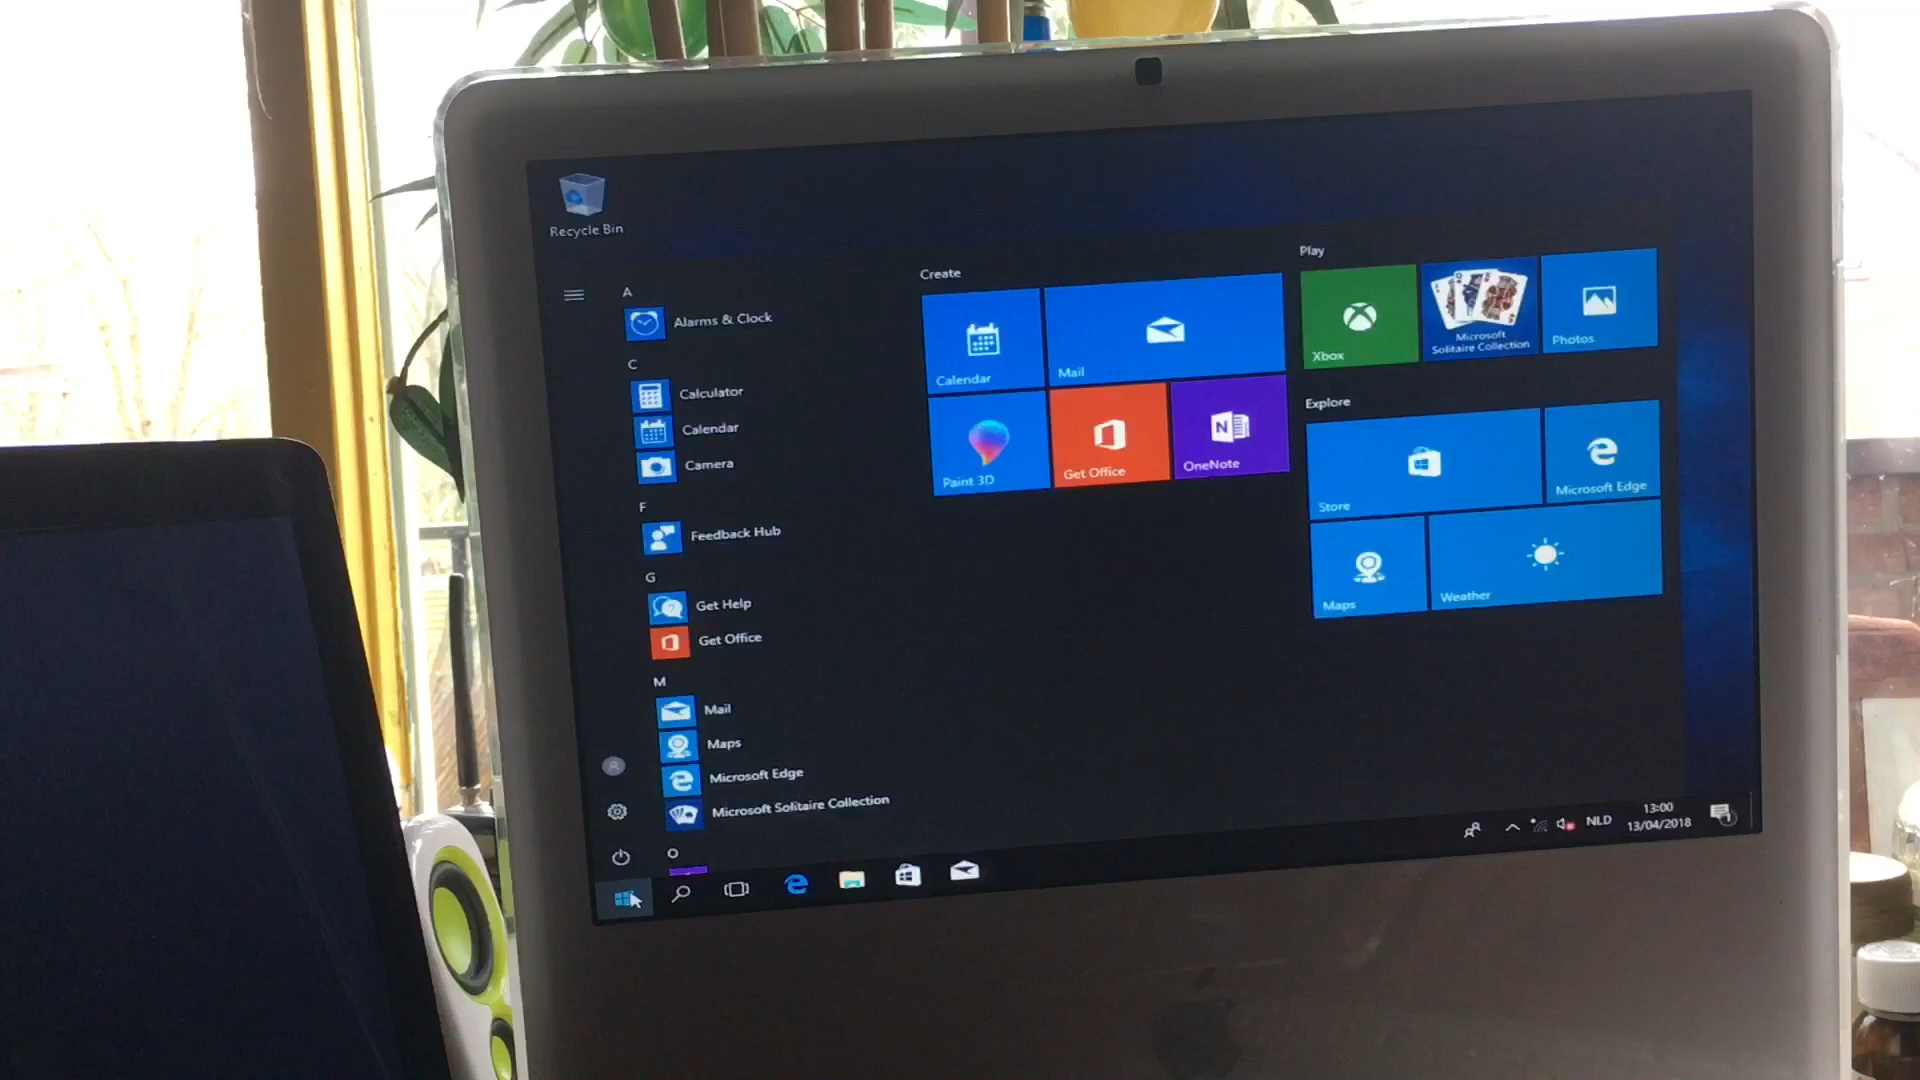 Recycle Bin
A
Alarms & Clock
C
Calculator
Calendar
Camera
F
Feedback Hub
G
Get Help
Get Office
M
Mail
Maps
Microsoft Edge
Microsoft Solitaire Collection
O
Create
Calendar
Mail
Paint 3D
Get Office
N
OneNote
Play
Xbox
Microsoft
Solitaire Collection
Photos
Explore
Store
Microsoft Edge
Maps
Weather
NLD
13:00
13/04/2018
1